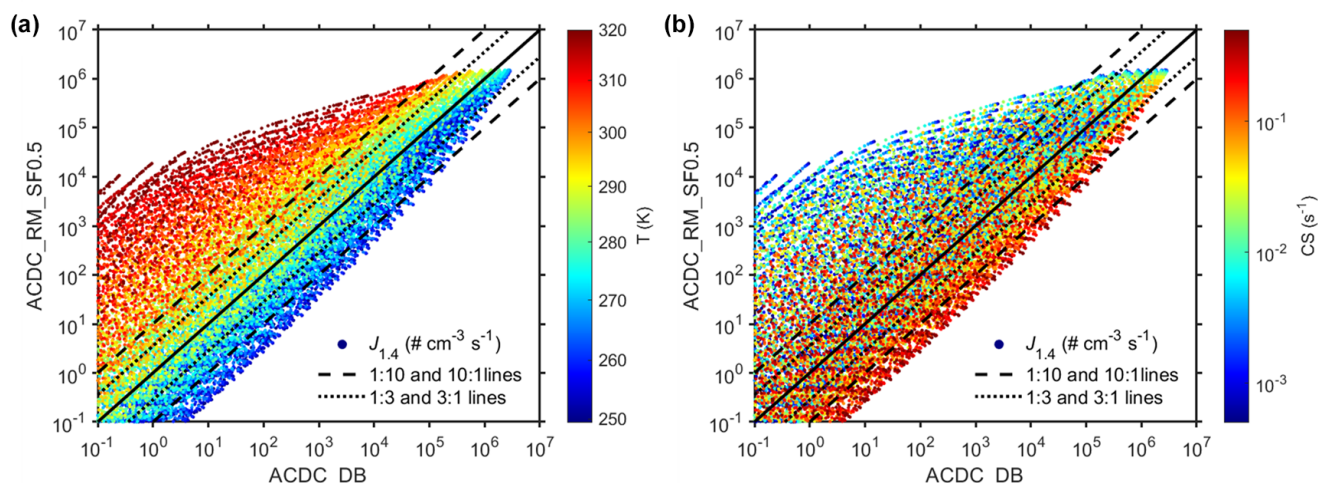 (a)
10^7
10^6
10^5
10^4
10^3
10^2
10^1
10^0
10^-1
ACDC_RM_SF0.5
10^-1 10^0 10^1 10^2 10^3 10^4 10^5 10^6 10^7
ACDC_DB
J1.4 (# cm^-3 s^-1)
1:10 and 10:1lines
1:3 and 3:1 lines
320
310
300
290
280
270
260
250
T (K)
(b)
10^7
10^6
10^5
10^4
10^3
10^2
10^1
10^0
10^-1
ACDC_RM_SF0.5
10^-1 10^0 10^1 10^2 10^3 10^4 10^5 10^6 10^7
ACDC_DB
J1.4 (# cm^-3 s^-1)
1:10 and 10:1lines
1:3 and 3:1 lines
10^-1
10^-2
10^-3
CS (s^-1)